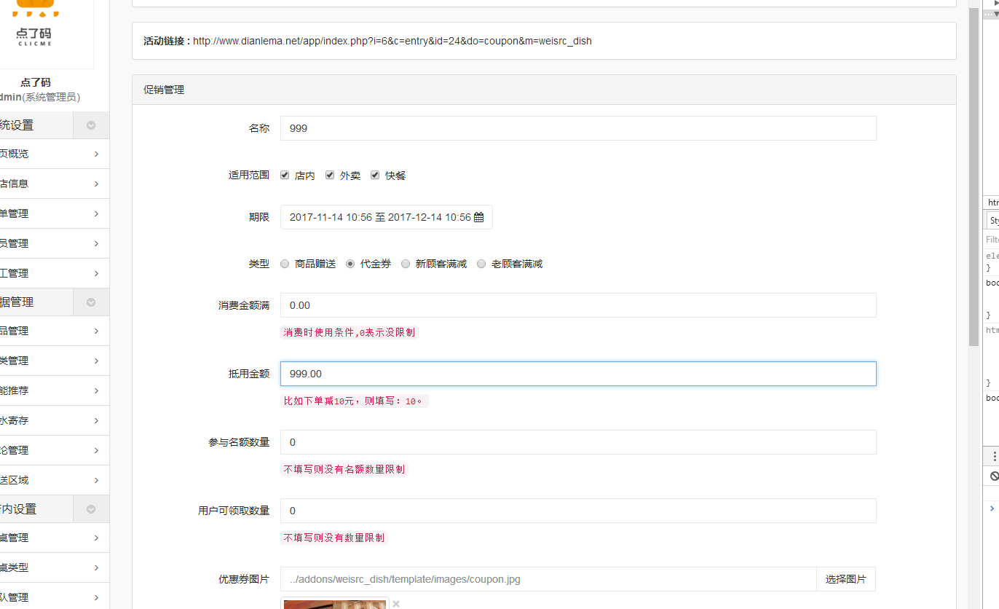 点了码
CLICME
点了码
dmin(系统管理员)
统设置
页概览
店信息
单管理
员管理
工管理
据管理
品管理
类管理
能推荐
水寄存
论管理
送区域
内设置
桌管理
桌类型
队管理
活动链接 : http://www.dianlema.net/app/index.php?i=6&c=entry&id=24&do=coupon&m=weisrc_dish
促销管理
名称 999
适用范围 店内 外卖 快餐
期限 2017-11-14 10:56 至 2017-12-14 10:56
类型 商品赠送 代金券 新顾客满减 老顾客满减
消费金额满 0.00
消费时使用条件,0表示没限制
抵用金额 999.00
比如下单减10元，则填写：10。
参与名额数量 0
不填写则没有名额数量限制
用户可领取数量 0
不填写则没有数量限制
优惠券图片 ../addons/weisrc_dish/template/images/coupon.jpg 选择图片
htr
Sty
Filte
ele
}
boo
}
htm
}
boo